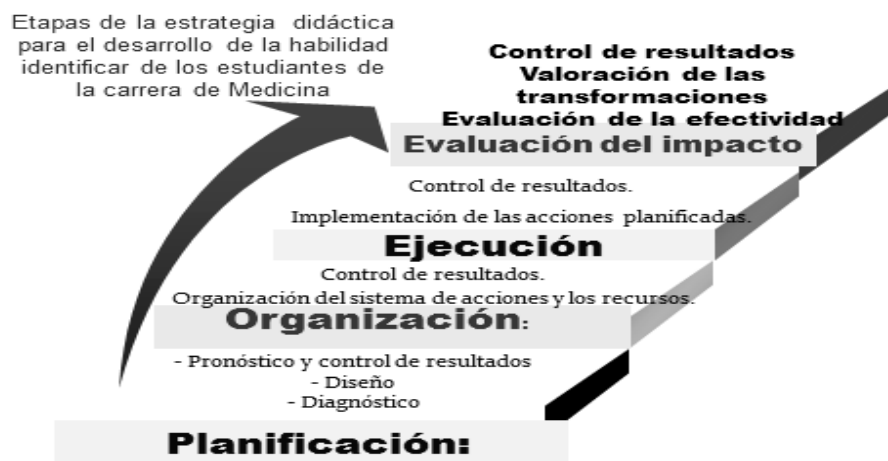 Etapas de la estrategia didáctica
para el desarrollo de la habilidad
identificar de los estudiantes de
la carrera de Medicina
Control de resultados
Valoración de las
transformaciones
Evaluación de la efectividad
Evaluación del impacto
Control de resultados.
Implementación de las acciones planificadas.
Ejecución
Control de resultados.
Organización del sistema de acciones y los recursos.
Organización:
- Pronóstico y control de resultados
- Diseño
- Diagnóstico
Planificación: